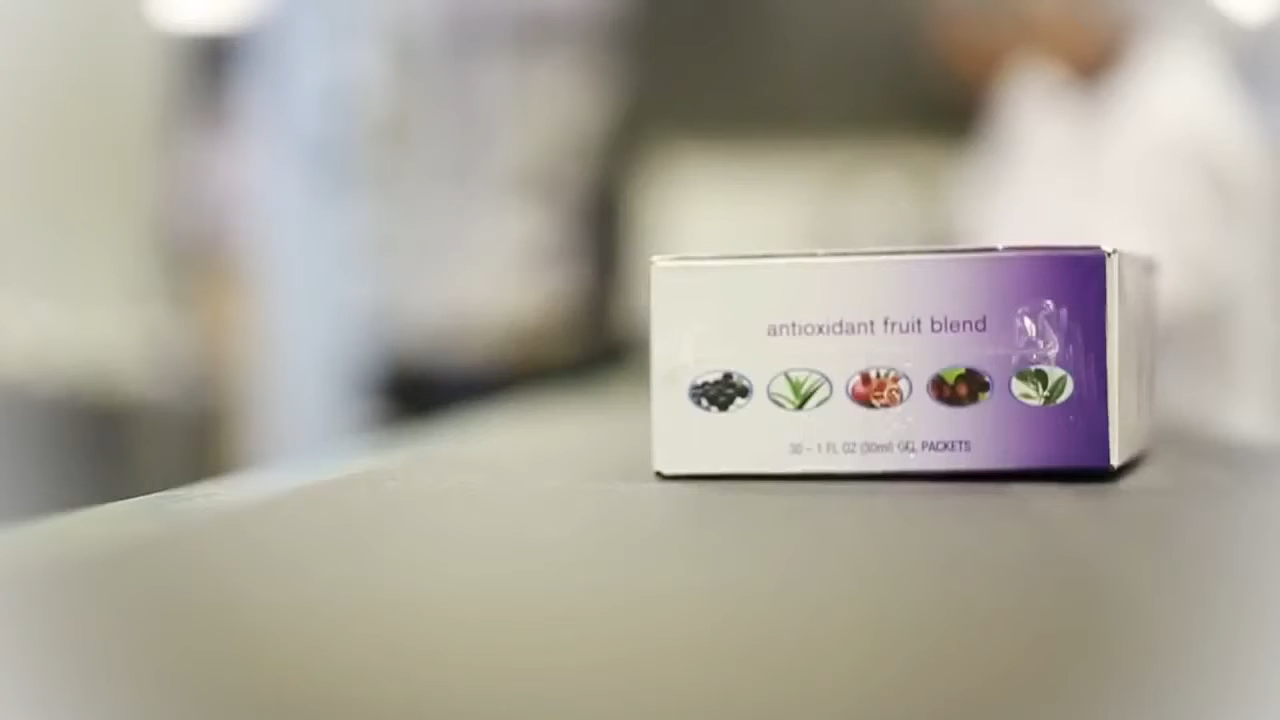 antioxidant fruit blend
30 - 1 FL OZ (30ml) GEL PACKETS